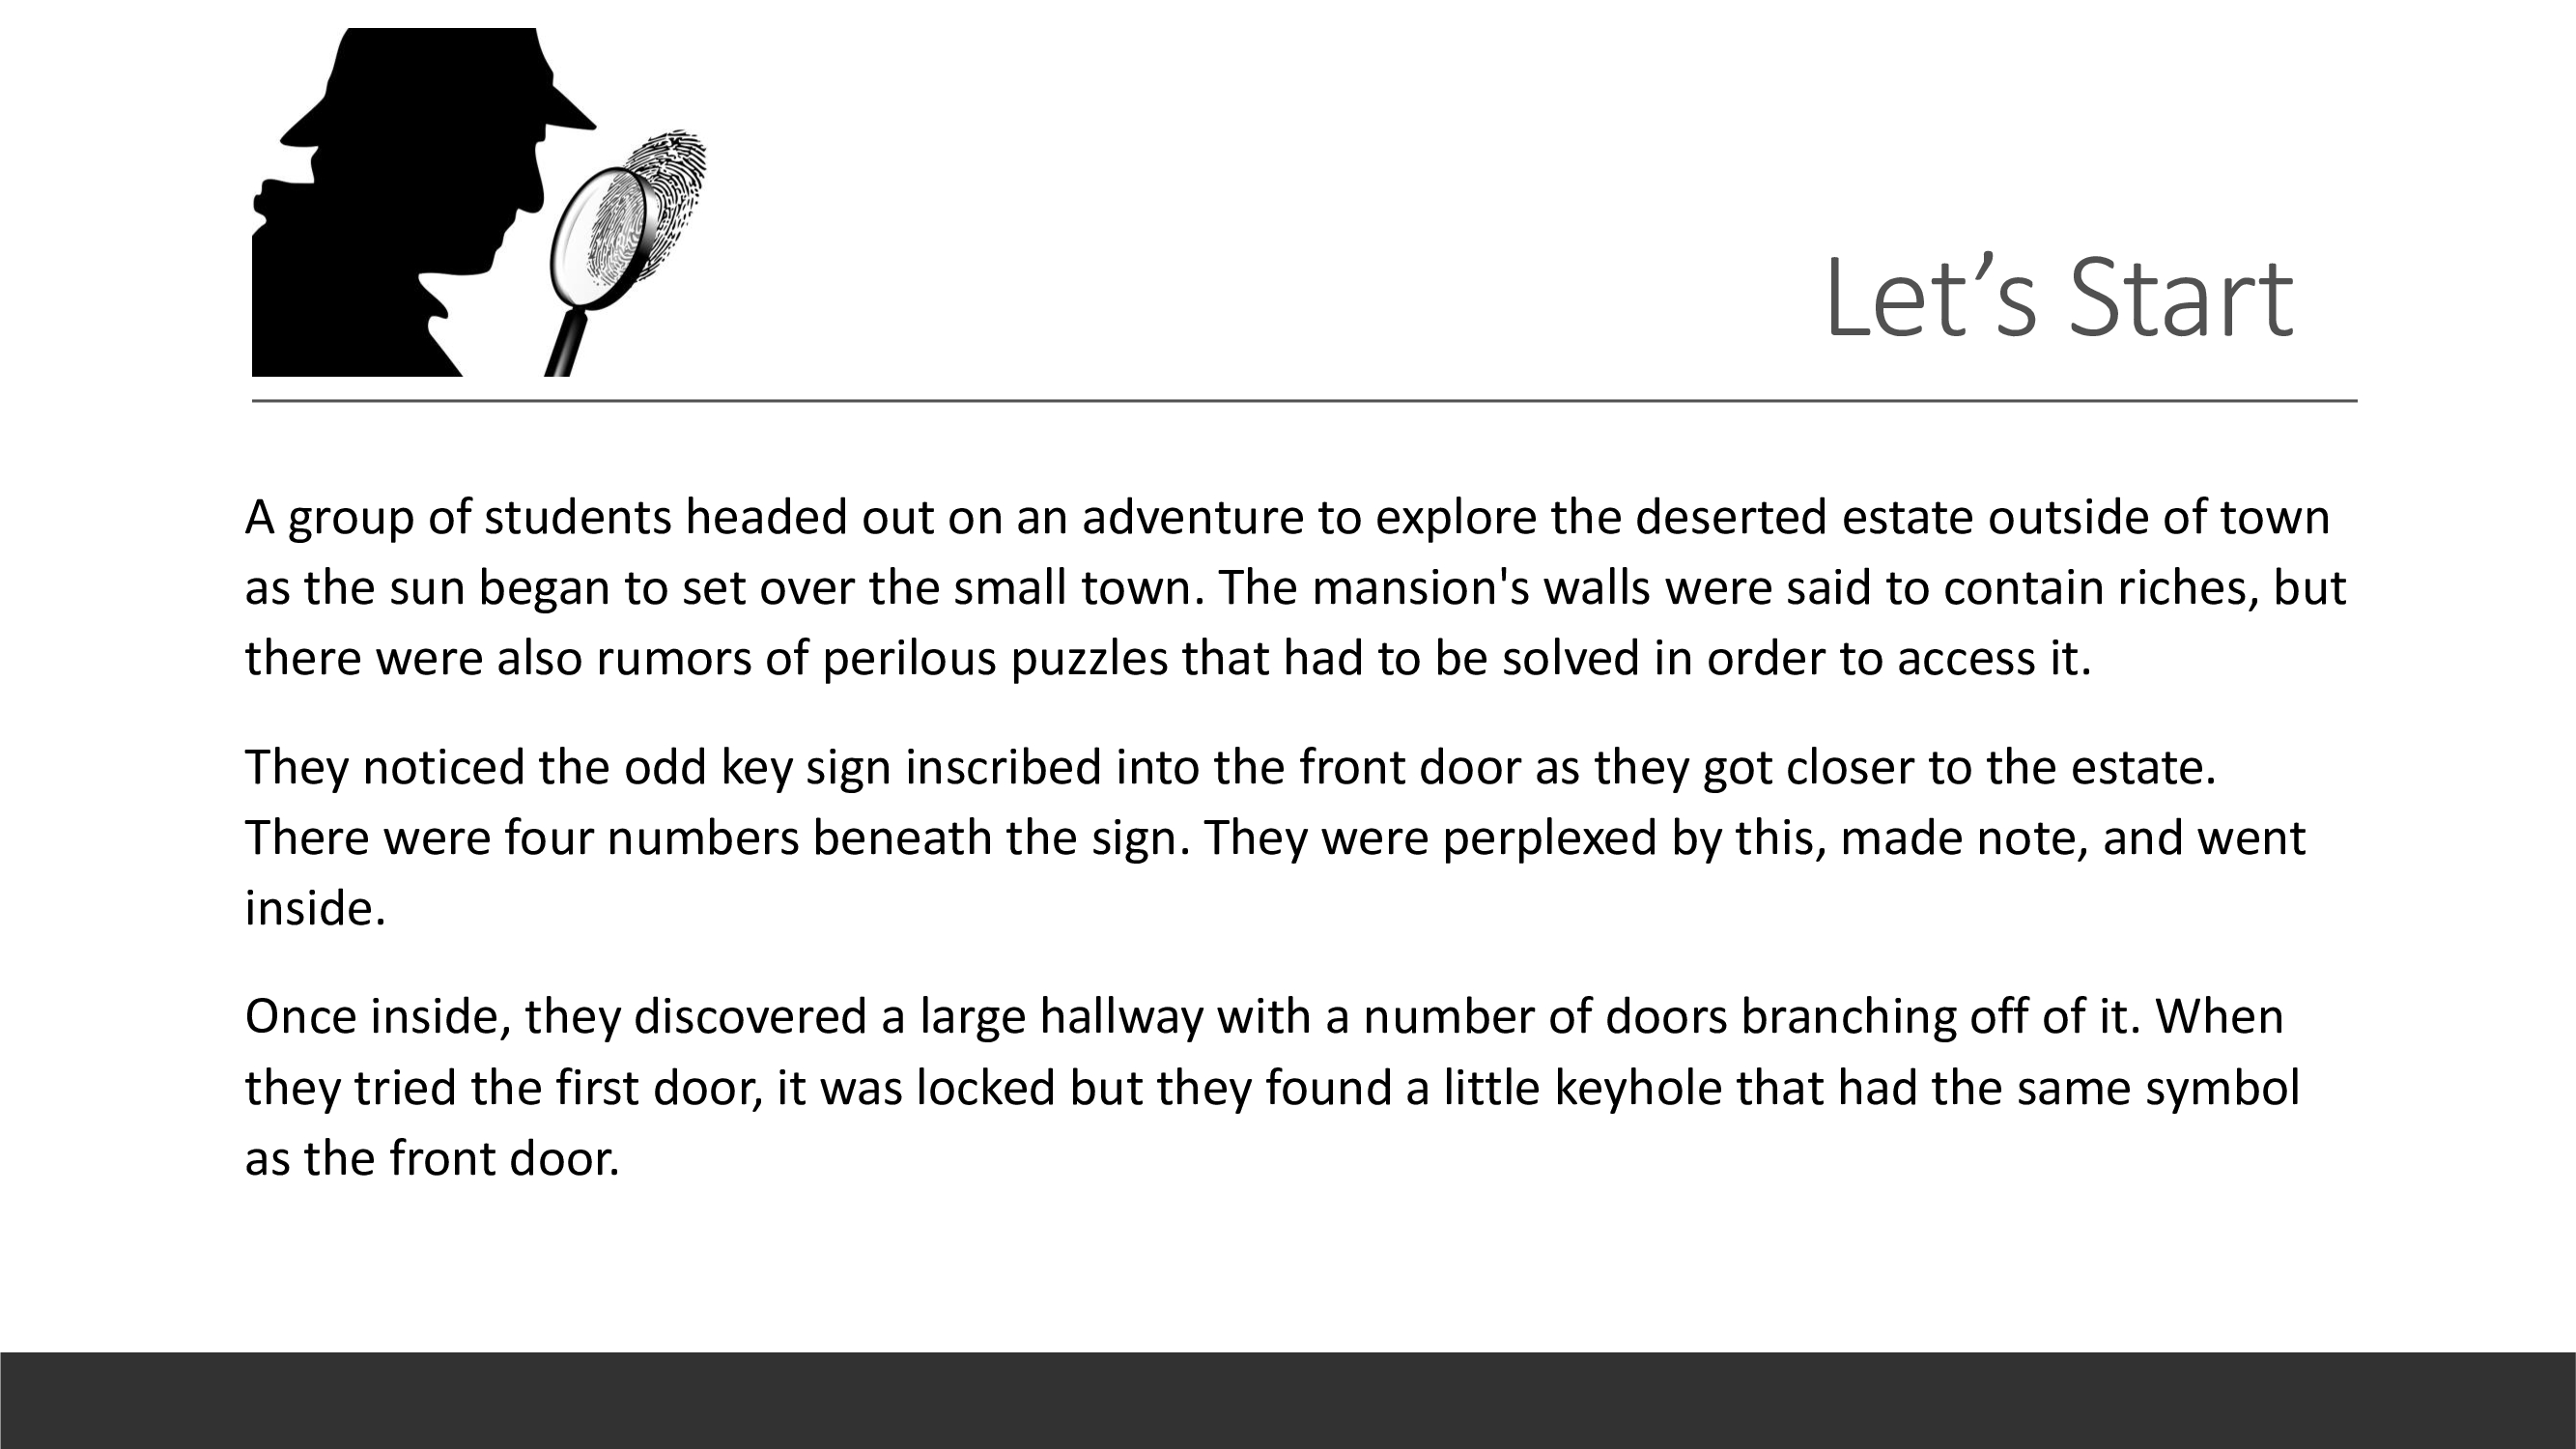 Let’s Start
A group of students headed out on an adventure to explore the deserted estate outside of town
as the sun began to set over the small town. The mansion's walls were said to contain riches, but
there were also rumors of perilous puzzles that had to be solved in order to access it.
They noticed the odd key sign inscribed into the front door as they got closer to the estate.
There were four numbers beneath the sign. They were perplexed by this, made note, and went
inside.
Once inside, they discovered a large hallway with a number of doors branching off of it. When
they tried the first door, it was locked but they found a little keyhole that had the same symbol
as the front door.